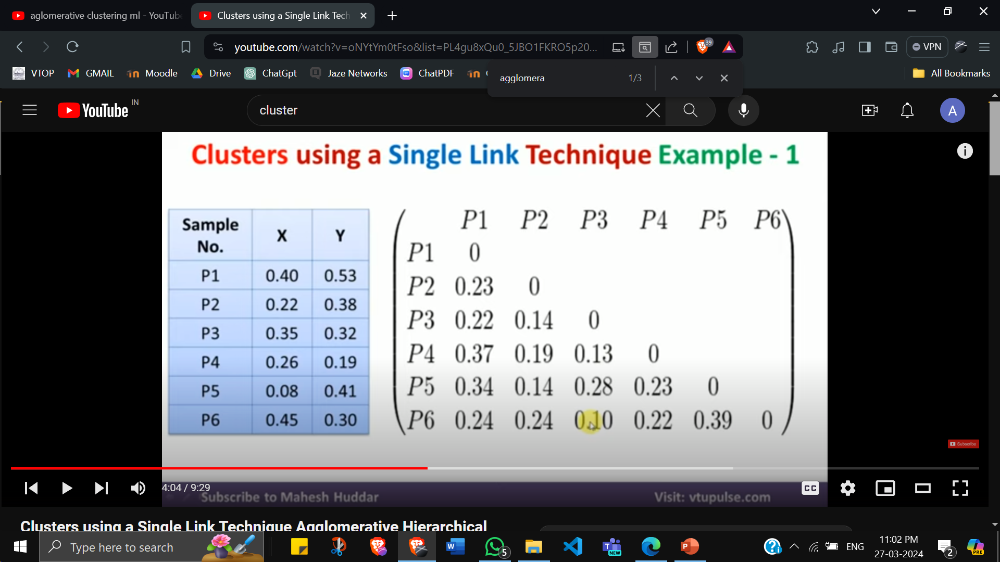 aglomerative clustering ml - YouTub
Clusters using a Single Link Tech
youtube.com/watch?v=oNYtYm0tFso&list=PL4gu8xQu0_5JBO1FKRO5p20...
39
VPN
VTOP
GMAIL
Moodle
Drive
ChatGpt
Jaze Networks
ChatPDF
agglomera
1/3
All Bookmarks
YouTube IN
cluster
A
Clusters using a Single Link Technique Example - 1
Sample No. X Y
P1 0.40 0.53
P2 0.22 0.38
P3 0.35 0.32
P4 0.26 0.19
P5 0.08 0.41
P6 0.45 0.30
P1 P2 P3 P4 P5 P6
P1 0
P2 0.23 0
P3 0.22 0.14 0
P4 0.37 0.19 0.13 0
P5 0.34 0.14 0.28 0.23 0
P6 0.24 0.24 0.10 0.22 0.39 0
Subscribe
4:04 / 9:29
CC
Subscribe to Mahesh Huddar
Visit: vtupulse.com
Clusters using a Single Link Technique Agglomerative Hierarchical
Type here to search
5
NEW
ENG
11:02 PM
27-03-2024
2
PRE